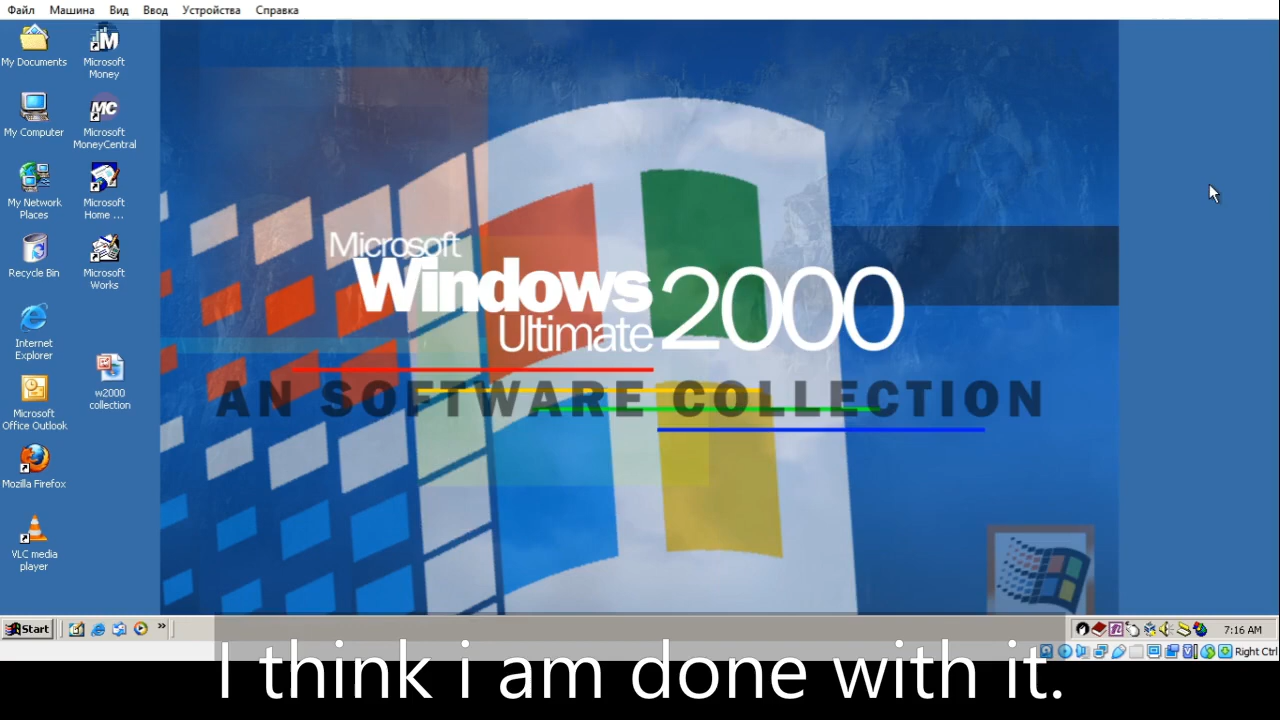 Файл Машина Вид Ввод Устройства Справка
My Documents
Microsoft
Money
My Computer
Microsoft
MoneyCentral
My Network
Places
Microsoft
Home ...
Recycle Bin
Microsoft
Works
Internet
Explorer
w2000
collection
Microsoft
Office Outlook
Mozilla Firefox
VLC media
player
Microsoft
Windows 2000
Ultimate
AN SOFTWARE COLLECTION
Start
»
7:16 AM
Right Ctrl
I think i am done with it.